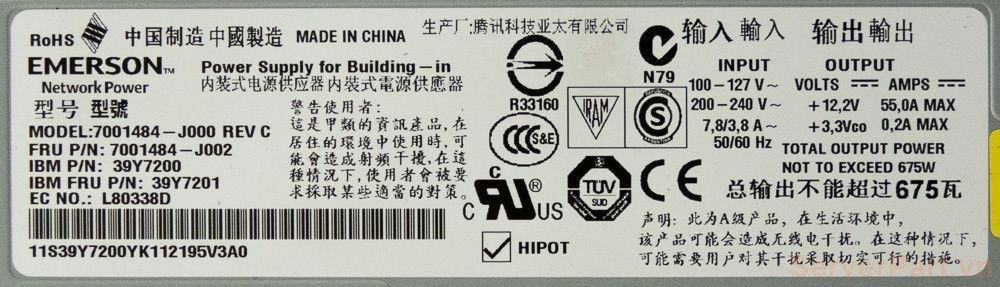 RoHS 中国制造 中國製造 MADE IN CHINA
EMERSON™
Network Power
Power Supply for Building –in
内装式电源供应器 內裝式電源供應器
型号 型號
MODEL:7001484–J000 REV C
FRU P/N: 7001484–J002
IBM P/N: 39Y7200
IBM FRU P/N: 39Y7201
EC NO.: L80338D
11S39Y7200YK112195V3A0
警告使用者:
這是甲類的資訊產品,在
居住的環境中使用時,可
能會造成射頻干擾,在這
種情況下,使用者會被要
求採取某些適當的對策。
生产厂:腾讯科技亚太有限公司
R33160
N79
IRAM
S
CCC S&E
c UL ® US
TÜV
SUD
CE
HIPOT
输入 輸入 输出 輸出
INPUT OUTPUT
100–127 V~ VOLTS ⎓ AMPS ⎓
200–240 V~ +12,2V 55,0A MAX
7,8/3,8 A~ +3,3Vco 0,2A MAX
50/60 Hz
TOTAL OUTPUT POWER
NOT TO EXCEED 675W
总输出不能超过675瓦
声明: 此为A级产品, 在生活环境中,
该产品可能会造成无线电干扰。在这种情况下,
可能需要用户对其干扰采取切实可行的措施。
ServerPart.vn